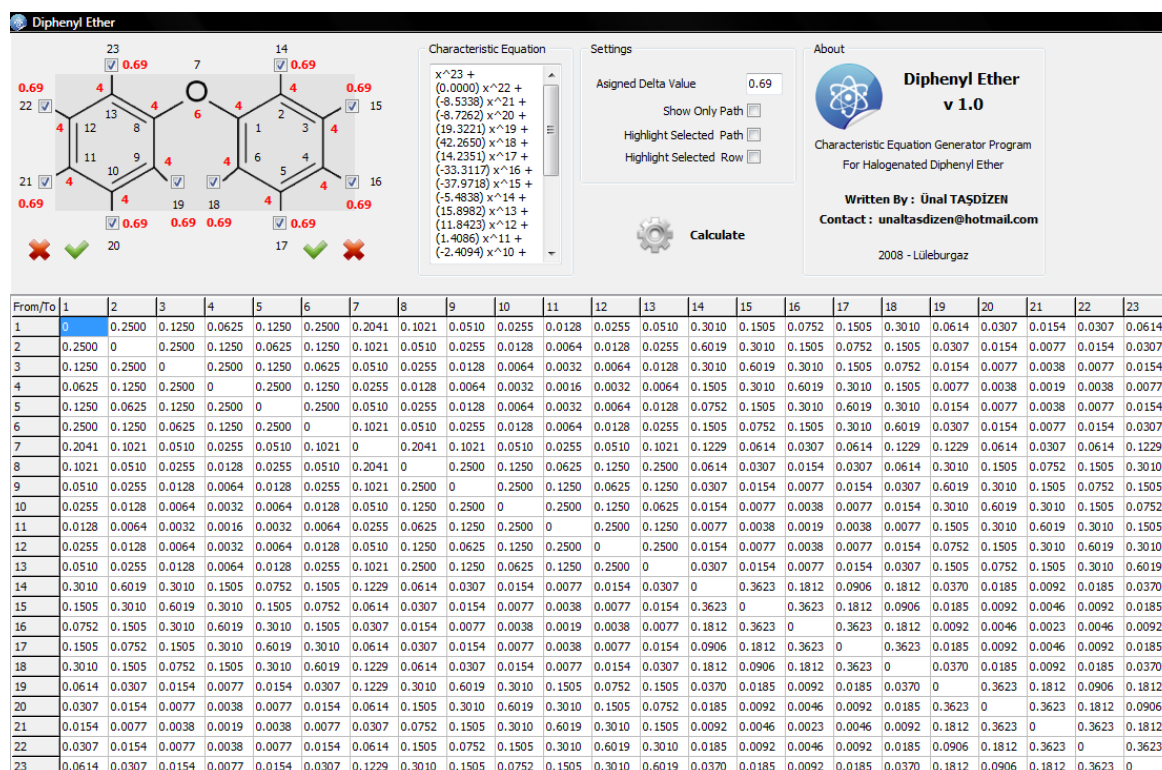 Diphenyl Ether
23 14
0.69 7 0.69
0.69 4 4 0.69
22 O 15
13 4 4 2
6
4 12 8 1 3 4
11 9 4 4 6 4
10 5
21 4 4 16
0.69 4 19 18 4 0.69
0.69 0.69 0.69 0.69
20 17
Characteristic Equation
x^23 +
(0.0000) x^22 +
(-8.5338) x^21 +
(-8.7262) x^20 +
(19.3221) x^19 +
(42.2650) x^18 +
(14.2351) x^17 +
(-33.3117) x^16 +
(-37.9718) x^15 +
(-5.4838) x^14 +
(15.8982) x^13 +
(11.8423) x^12 +
(1.4086) x^11 +
(-2.4094) x^10 +
Settings
Asigned Delta Value 0.69
Show Only Path
Highlight Selected Path
Highlight Selected Row
Calculate
About
Diphenyl Ether
v 1.0
Characteristic Equation Generator Program
For Halogenated Diphenyl Ether
Written By : Ünal TAŞDİZEN
Contact : unaltasdizen@hotmail.com
2008 - Lüleburgaz
From/To 1 2 3 4 5 6 7 8 9 10 11 12 13 14 15 16 17 18 19 20 21 22 23
1 0 0.2500 0.1250 0.0625 0.1250 0.2500 0.2041 0.1021 0.0510 0.0255 0.0128 0.0255 0.0510 0.3010 0.1505 0.0752 0.1505 0.3010 0.0614 0.0307 0.0154 0.0307 0.0614
2 0.2500 0 0.2500 0.1250 0.0625 0.1250 0.1021 0.0510 0.0255 0.0128 0.0064 0.0128 0.0255 0.6019 0.3010 0.1505 0.0752 0.1505 0.0307 0.0154 0.0077 0.0154 0.0307
3 0.1250 0.2500 0 0.2500 0.1250 0.0625 0.0510 0.0255 0.0128 0.0064 0.0032 0.0064 0.0128 0.3010 0.6019 0.3010 0.1505 0.0752 0.0154 0.0077 0.0038 0.0077 0.0154
4 0.0625 0.1250 0.2500 0 0.2500 0.1250 0.0255 0.0128 0.0064 0.0032 0.0016 0.0032 0.0064 0.1505 0.3010 0.6019 0.3010 0.1505 0.0077 0.0038 0.0019 0.0038 0.0077
5 0.1250 0.0625 0.1250 0.2500 0 0.2500 0.0510 0.0255 0.0128 0.0064 0.0032 0.0064 0.0128 0.0752 0.1505 0.3010 0.6019 0.3010 0.0154 0.0077 0.0038 0.0077 0.0154
6 0.2500 0.1250 0.0625 0.1250 0.2500 0 0.1021 0.0510 0.0255 0.0128 0.0064 0.0128 0.0255 0.1505 0.0752 0.1505 0.3010 0.6019 0.0307 0.0154 0.0077 0.0154 0.0307
7 0.2041 0.1021 0.0510 0.0255 0.0510 0.1021 0 0.2041 0.1021 0.0510 0.0255 0.0510 0.1021 0.1229 0.0614 0.0307 0.0614 0.1229 0.1229 0.0614 0.0307 0.0614 0.1229
8 0.1021 0.0510 0.0255 0.0128 0.0255 0.0510 0.2041 0 0.2500 0.1250 0.0625 0.1250 0.2500 0.0614 0.0307 0.0154 0.0307 0.0614 0.3010 0.1505 0.0752 0.1505 0.3010
9 0.0510 0.0255 0.0128 0.0064 0.0128 0.0255 0.1021 0.2500 0 0.2500 0.1250 0.0625 0.1250 0.0307 0.0154 0.0077 0.0154 0.0307 0.6019 0.3010 0.1505 0.0752 0.1505
10 0.0255 0.0128 0.0064 0.0032 0.0064 0.0128 0.0510 0.1250 0.2500 0 0.2500 0.1250 0.0625 0.0154 0.0077 0.0038 0.0077 0.0154 0.3010 0.6019 0.3010 0.1505 0.0752
11 0.0128 0.0064 0.0032 0.0016 0.0032 0.0064 0.0255 0.0625 0.1250 0.2500 0 0.2500 0.1250 0.0077 0.0038 0.0019 0.0038 0.0077 0.1505 0.3010 0.6019 0.3010 0.1505
12 0.0255 0.0128 0.0064 0.0032 0.0064 0.0128 0.0510 0.1250 0.0625 0.1250 0.2500 0 0.2500 0.0154 0.0077 0.0038 0.0077 0.0154 0.0752 0.1505 0.3010 0.6019 0.3010
13 0.0510 0.0255 0.0128 0.0064 0.0128 0.0255 0.1021 0.2500 0.1250 0.0625 0.1250 0.2500 0 0.0307 0.0154 0.0077 0.0154 0.0307 0.1505 0.0752 0.1505 0.3010 0.6019
14 0.3010 0.6019 0.3010 0.1505 0.0752 0.1505 0.1229 0.0614 0.0307 0.0154 0.0077 0.0154 0.0307 0 0.3623 0.1812 0.0906 0.1812 0.0370 0.0185 0.0092 0.0185 0.0370
15 0.1505 0.3010 0.6019 0.3010 0.1505 0.0752 0.0614 0.0307 0.0154 0.0077 0.0038 0.0077 0.0154 0.3623 0 0.3623 0.1812 0.0906 0.0185 0.0092 0.0046 0.0092 0.0185
16 0.0752 0.1505 0.3010 0.6019 0.3010 0.1505 0.0307 0.0154 0.0077 0.0038 0.0019 0.0038 0.0077 0.1812 0.3623 0 0.3623 0.1812 0.0092 0.0046 0.0023 0.0046 0.0092
17 0.1505 0.0752 0.1505 0.3010 0.6019 0.3010 0.0614 0.0307 0.0154 0.0077 0.0038 0.0077 0.0154 0.0906 0.1812 0.3623 0 0.3623 0.0185 0.0092 0.0046 0.0092 0.0185
18 0.3010 0.1505 0.0752 0.1505 0.3010 0.6019 0.1229 0.0614 0.0307 0.0154 0.0077 0.0154 0.0307 0.1812 0.0906 0.1812 0.3623 0 0.0370 0.0185 0.0092 0.0185 0.0370
19 0.0614 0.0307 0.0154 0.0077 0.0154 0.0307 0.1229 0.3010 0.6019 0.3010 0.1505 0.0752 0.1505 0.0370 0.0185 0.0092 0.0185 0.0370 0 0.3623 0.1812 0.0906 0.1812
20 0.0307 0.0154 0.0077 0.0038 0.0077 0.0154 0.0614 0.1505 0.3010 0.6019 0.3010 0.1505 0.0752 0.0185 0.0092 0.0046 0.0092 0.0185 0.3623 0 0.3623 0.1812 0.0906
21 0.0154 0.0077 0.0038 0.0019 0.0038 0.0077 0.0307 0.0752 0.1505 0.3010 0.6019 0.3010 0.1505 0.0092 0.0046 0.0023 0.0046 0.0092 0.1812 0.3623 0 0.3623 0.1812
22 0.0307 0.0154 0.0077 0.0038 0.0077 0.0154 0.0614 0.1505 0.0752 0.1505 0.3010 0.6019 0.3010 0.0185 0.0092 0.0046 0.0092 0.0185 0.0906 0.1812 0.3623 0 0.3623
23 0.0614 0.0307 0.0154 0.0077 0.0154 0.0307 0.1229 0.3010 0.1505 0.0752 0.1505 0.3010 0.6019 0.0370 0.0185 0.0092 0.0185 0.0370 0.1812 0.0906 0.1812 0.3623 0